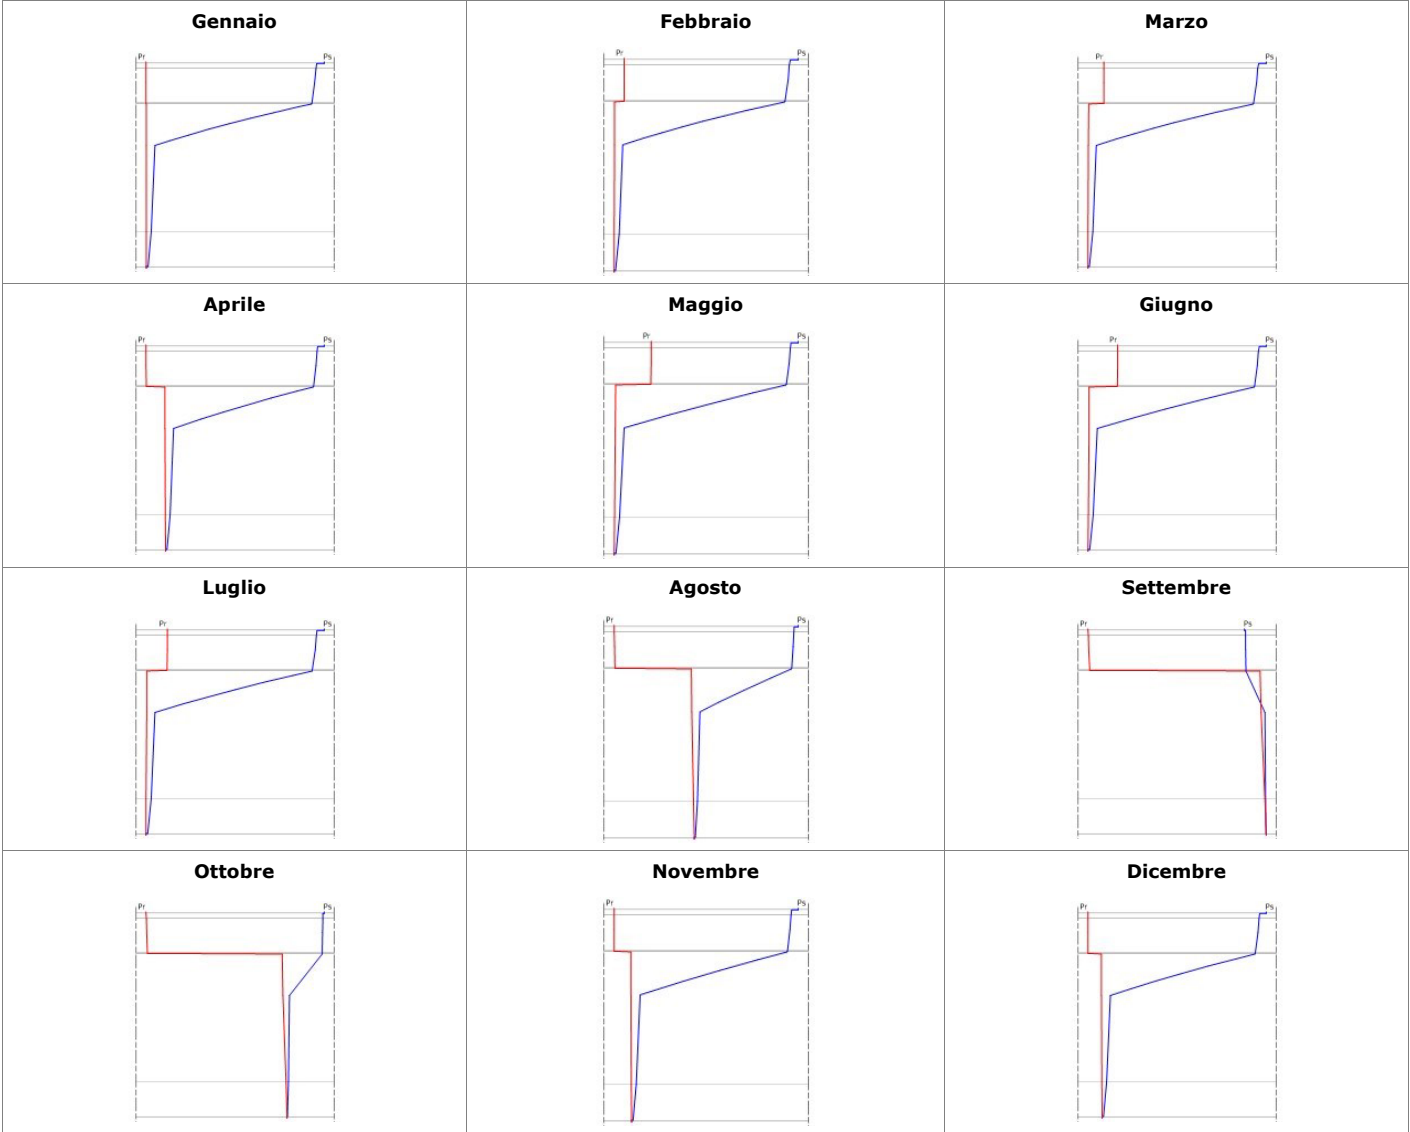 Gennaio
Febbraio
Marzo
Pr Ps
Pr Ps
Pr Ps
Aprile
Maggio
Giugno
Pr Ps
Pr Ps
Pr Ps
Luglio
Agosto
Settembre
Pr Ps
Pr Ps
Pr Ps
Ottobre
Novembre
Dicembre
Pr Ps
Pr Ps
Pr Ps